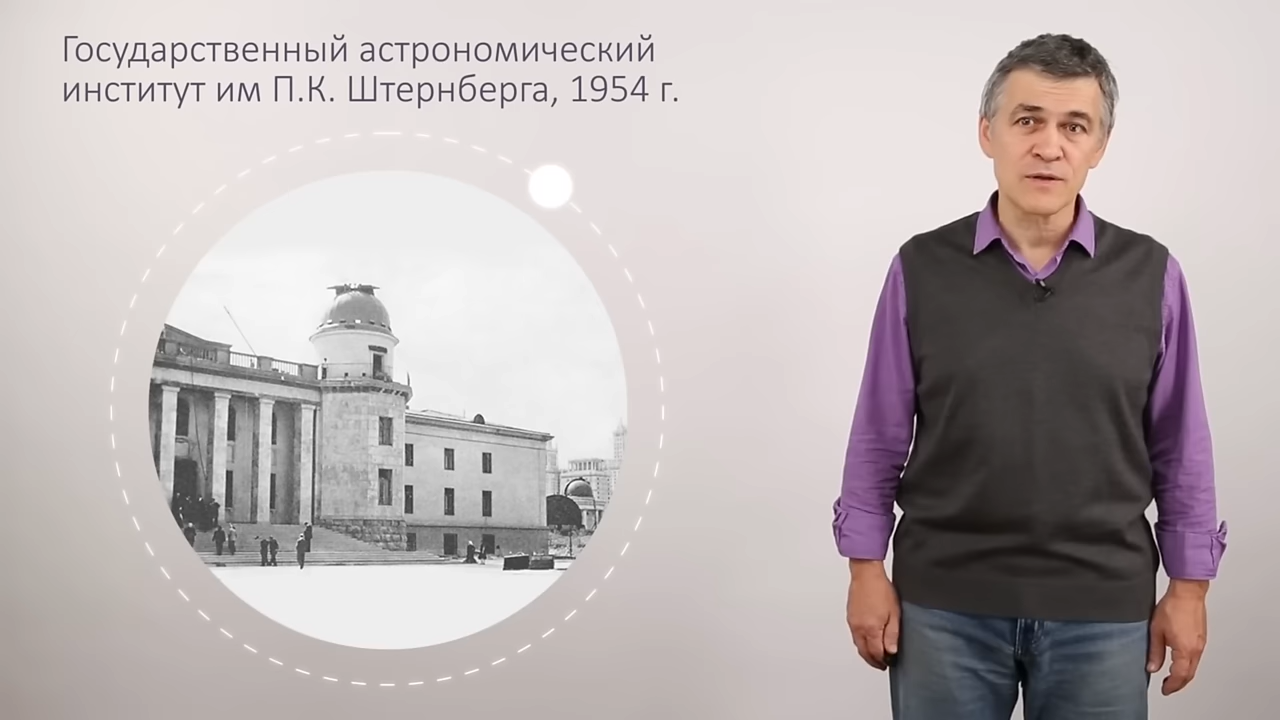 Государственный астрономический
институт им П.К. Штернберга, 1954 г.